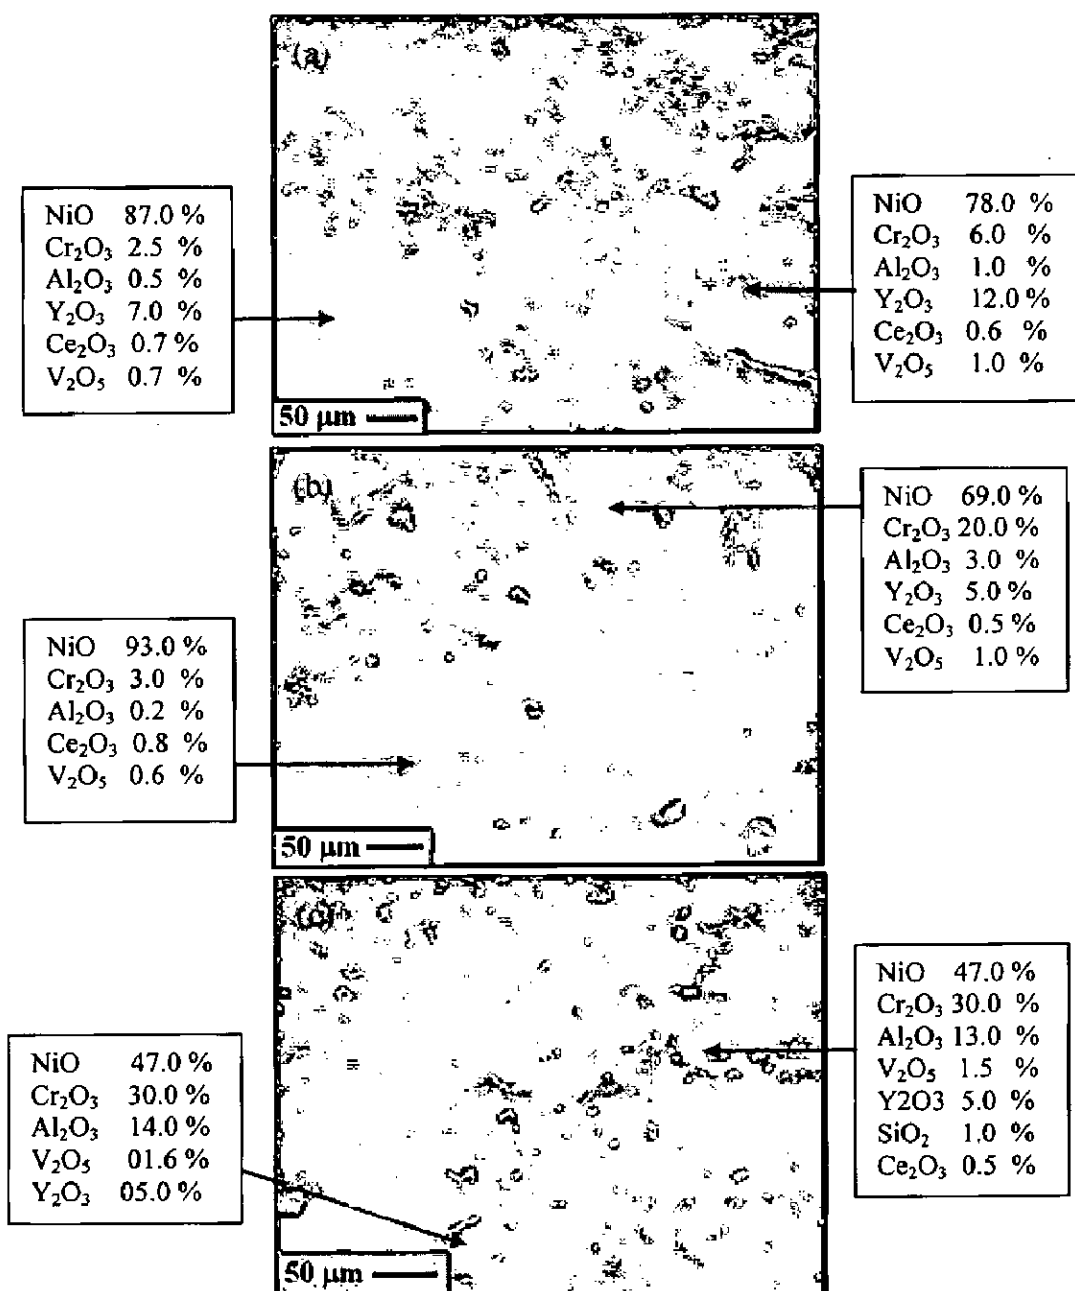 (a)
NiO 87.0 %
Cr₂O₃ 2.5 %
Al₂O₃ 0.5 %
Y₂O₃ 7.0 %
Ce₂O₃ 0.7 %
V₂O₅ 0.7 %
NiO 78.0 %
Cr₂O₃ 6.0 %
Al₂O₃ 1.0 %
Y₂O₃ 12.0 %
Ce₂O₃ 0.6 %
V₂O₅ 1.0 %
50 µm
(b)
NiO 69.0 %
Cr₂O₃ 20.0 %
Al₂O₃ 3.0 %
Y₂O₃ 5.0 %
Ce₂O₃ 0.5 %
V₂O₅ 1.0 %
NiO 93.0 %
Cr₂O₃ 3.0 %
Al₂O₃ 0.2 %
Ce₂O₃ 0.8 %
V₂O₅ 0.6 %
50 µm
(c)
NiO 47.0 %
Cr₂O₃ 30.0 %
Al₂O₃ 13.0 %
V₂O₅ 1.5 %
Y2O3 5.0 %
SiO₂ 1.0 %
Ce₂O₃ 0.5 %
NiO 47.0 %
Cr₂O₃ 30.0 %
Al₂O₃ 14.0 %
V₂O₅ 01.6 %
Y₂O₃ 05.0 %
50 µm